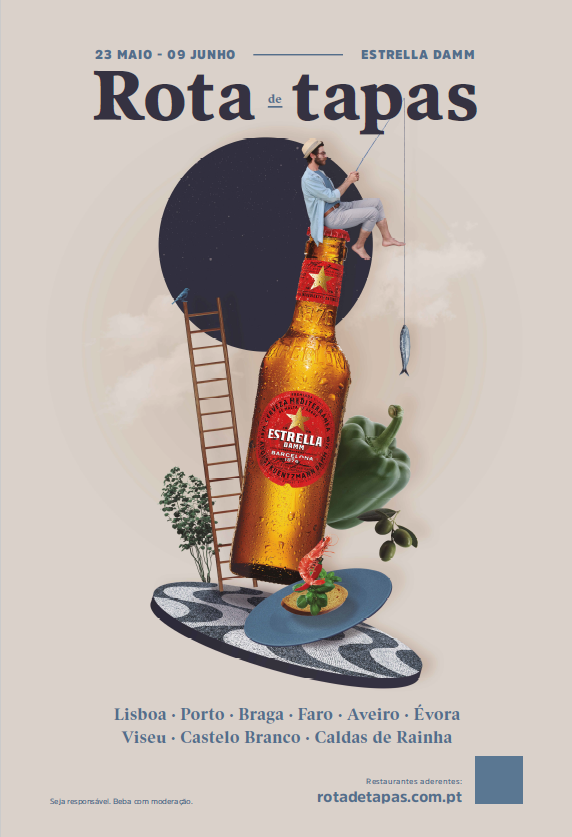 23 MAIO - 09 JUNHO
ESTRELLA DAMM
Rota de tapas
CERVEZA MEDITERRÁNEA
ESTRELLA
DAMM
BARCELONA
1876
Lisboa · Porto · Braga · Faro · Aveiro · Évora
Viseu · Castelo Branco · Caldas de Rainha
Restaurantes aderentes:
rotadetapas.com.pt
Seja responsável. Beba com moderação.